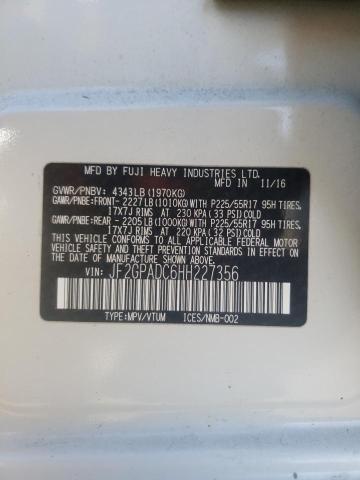 MFD BY FUJI HEAVY INDUSTRIES LTD.
MFD.IN 11/16
GVWR/PNBV: 4343LB(1970KG)
GAWR/PNBE:FRONT- 2227LB(1010KG)WITH P225/55R17 95H TIRES,
17X7J RIMS AT 230 KPA(33 PSI)COLD
GAWR/PNBE:REAR - 2205LB(1000KG)WITH P225/55R17 95H TIRES,
17X7J RIMS AT 220 KPA(32 PSI)COLD
THIS VEHICLE CONFORMS TO ALL APPLICABLE FEDERAL MOTOR
VEHICLE SAFETY AND THEFT PREVENTION STANDARDS
IN EFFECT ON THE DATE OF MANUFACTURE SHOWN ABOVE.
VIN: JF2GPADC6HH227356
TYPE:MPV/VTUM ICES/NMB-002